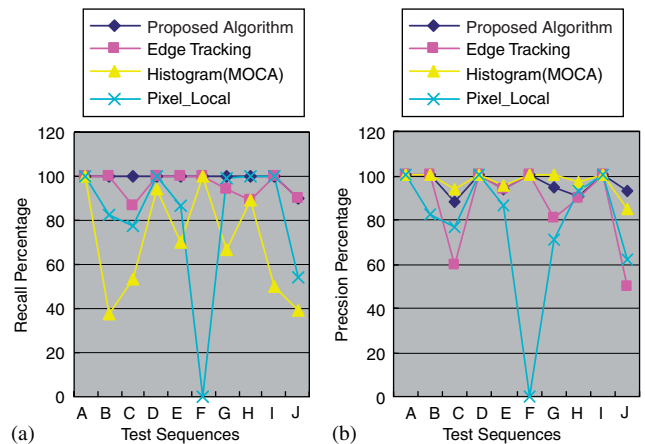 Proposed Algorithm
Edge Tracking
Histogram(MOCA)
Pixel_Local
120
100
80
60
40
20
0
Recall Percentage
A B C D E F G H I J
Test Sequences
(a)
Proposed Algorithm
Edge Tracking
Histogram(MOCA)
Pixel_Local
120
100
80
60
40
20
0
Precsion Percentage
A B C D E F G H I J
Test Sequences
(b)